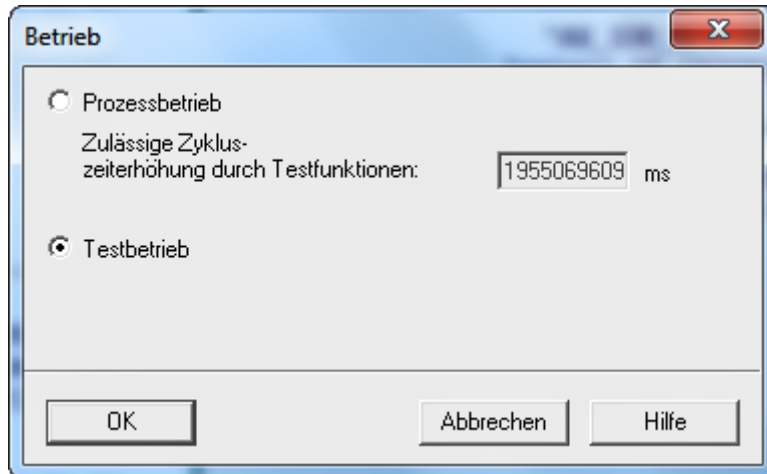 Betrieb
Prozessbetrieb
Zulässige Zyklus-
zeiterhöhung durch Testfunktionen: 1955069609 ms
Testbetrieb
OK Abbrechen Hilfe